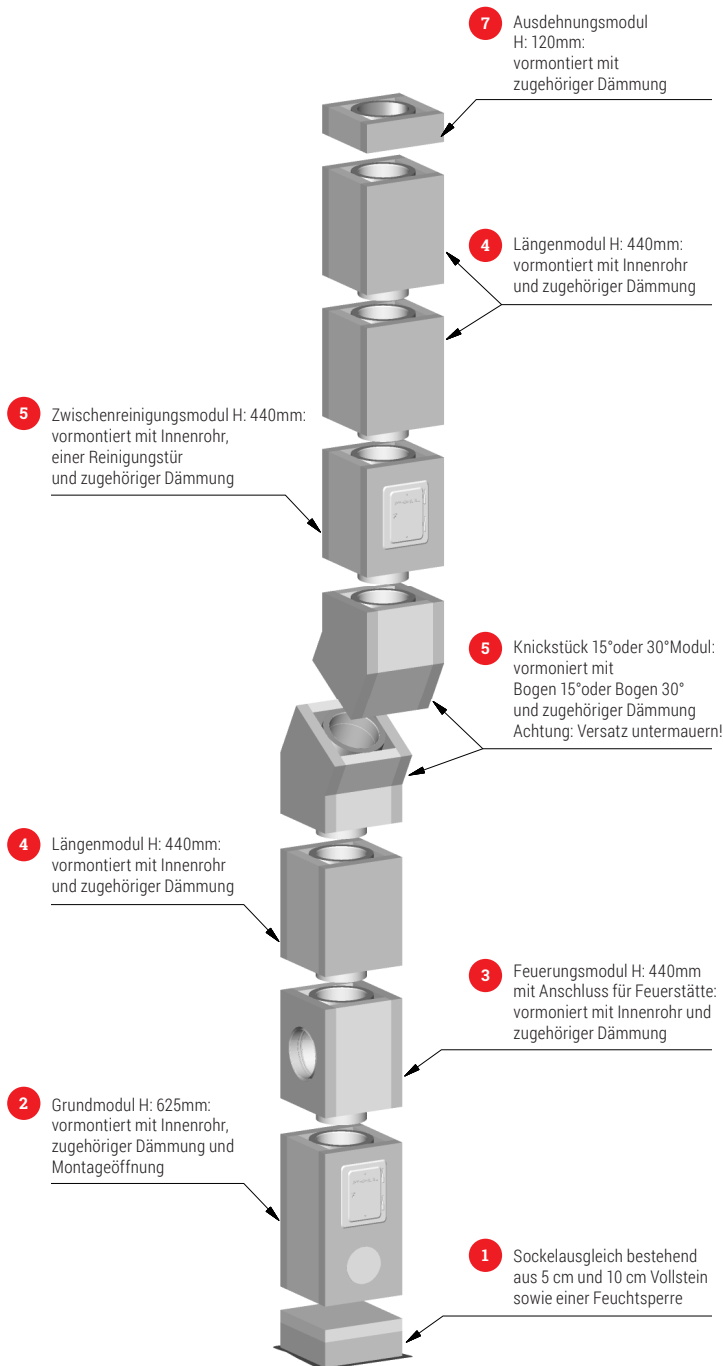 7 Ausdehnungsmodul
H: 120mm:
vormontiert mit
zugehöriger Dämmung
4 Längenmodul H: 440mm:
vormontiert mit Innenrohr
und zugehöriger Dämmung
5 Zwischenreinigungsmodul H: 440mm:
vormontiert mit Innenrohr,
einer Reinigungstür
und zugehöriger Dämmung
5 Knickstück 15°oder 30°Modul:
vormoniert mit
Bogen 15°oder Bogen 30°
und zugehöriger Dämmung
Achtung: Versatz untermauern!
4 Längenmodul H: 440mm:
vormontiert mit Innenrohr
und zugehöriger Dämmung
3 Feuerungsmodul H: 440mm
mit Anschluss für Feuerstätte:
vormoniert mit Innenrohr und
zugehöriger Dämmung
2 Grundmodul H: 625mm:
vormontiert mit Innenrohr,
zugehöriger Dämmung und
Montageöffnung
1 Sockelausgleich bestehend
aus 5 cm und 10 cm Vollstein
sowie einer Feuchtsperre